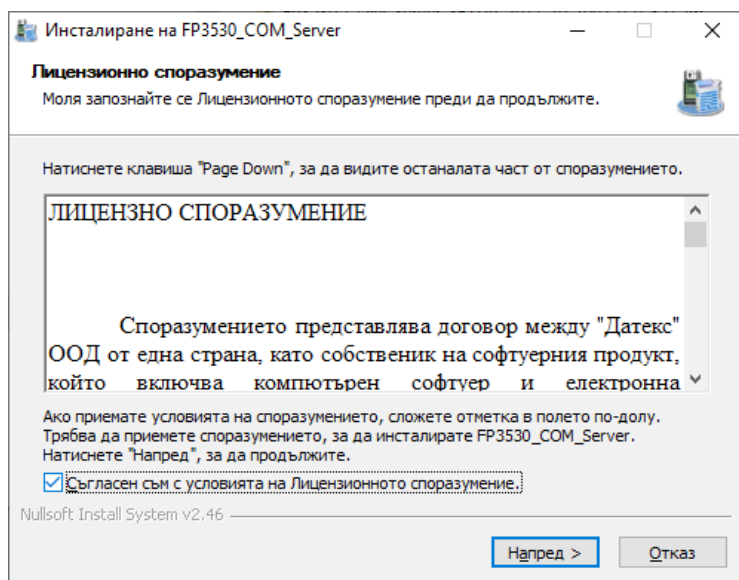 Инсталиране на FP3530_COM_Server
Лицензионно споразумение
Моля запознайте се Лицензионното споразумение преди да продължите.
Натиснете клавиша "Page Down", за да видите останалата част от споразумението.
ЛИЦЕНЗНО СПОРАЗУМЕНИЕ
Споразумението представлява договор между "Датекс"
ООД от една страна, като собственик на софтуерния продукт,
който включва компютърен софтуер и електронна
Ако приемате условията на споразумението, сложете отметка в полето по-долу.
Трябва да приемете споразумението, за да инсталирате FP3530_COM_Server.
Натиснете "Напред", за да продължите.
Съгласен съм с условията на Лицензионното споразумение.
Nullsoft Install System v2.46
Напред >
Отказ